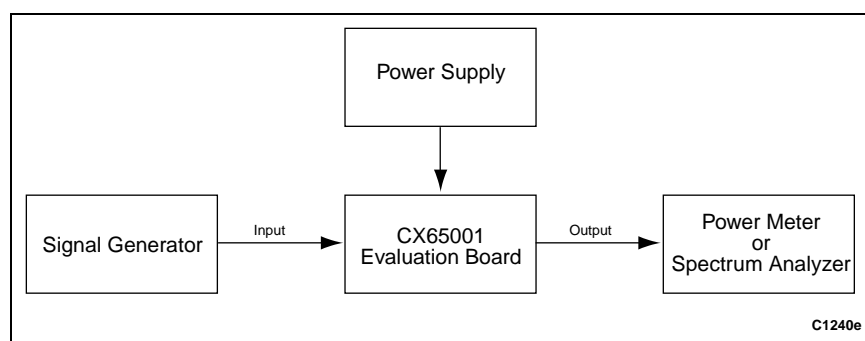 Power Supply
Signal Generator
Input
CX65001
Evaluation Board
Output
Power Meter
or
Spectrum Analyzer
C1240e